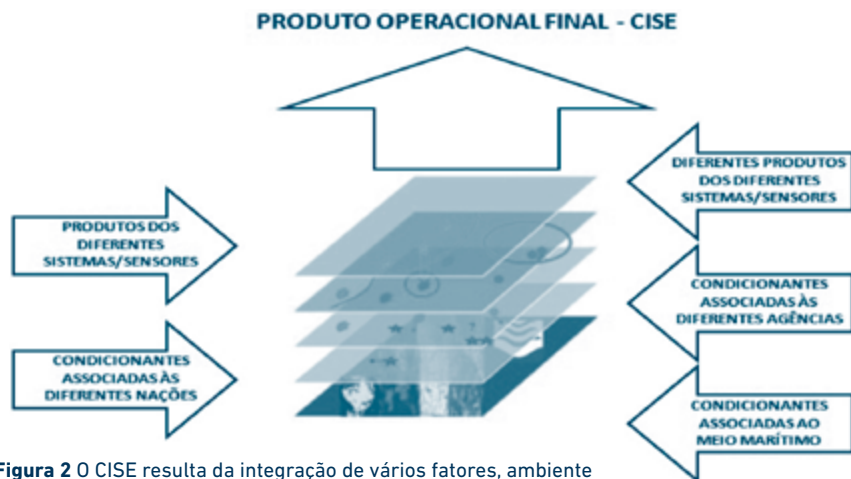 PRODUTO OPERACIONAL FINAL - CISE
PRODUTOS DOS
DIFERENTES
SISTEMAS/SENSORES
CONDICIONANTES
ASSOCIADAS ÀS
DIFERENTES NAÇÕES
DIFERENTES PRODUTOS
DOS DIFERENTES
SISTEMAS/SENSORES
CONDICIONANTES
ASSOCIADAS ÀS
DIFERENTES AGÊNCIAS
CONDICIONANTES
ASSOCIADAS AO
MEIO MARÍTIMO
Figura 2 O CISE resulta da integração de vários fatores, ambiente